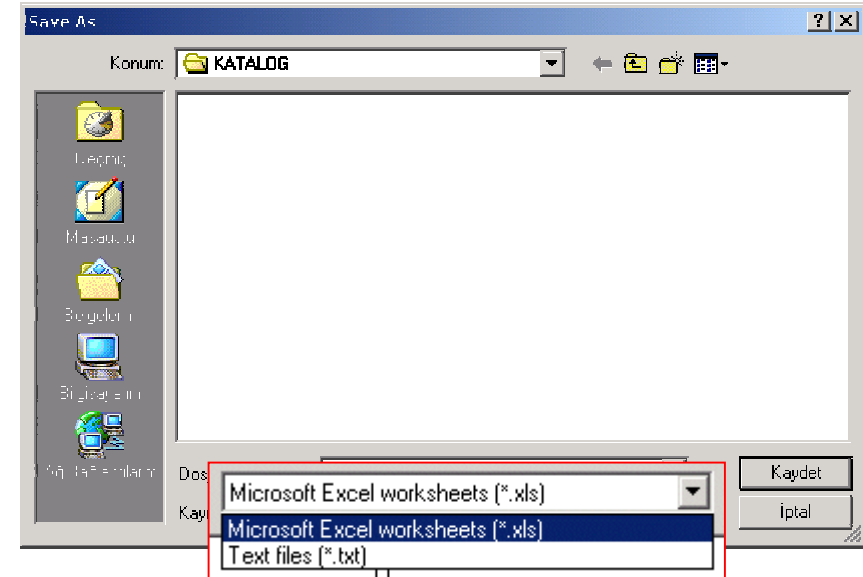 Save As
Konum:
KATALOG
Geçmiş
Masaüstü
Belgelerim
Bilgisayarım
Ağ Bağlantılarım
Dos
Kay
Microsoft Excel worksheets (*.xls)
Microsoft Excel worksheets (*.xls)
Text files (*.txt)
Kaydet
İptal